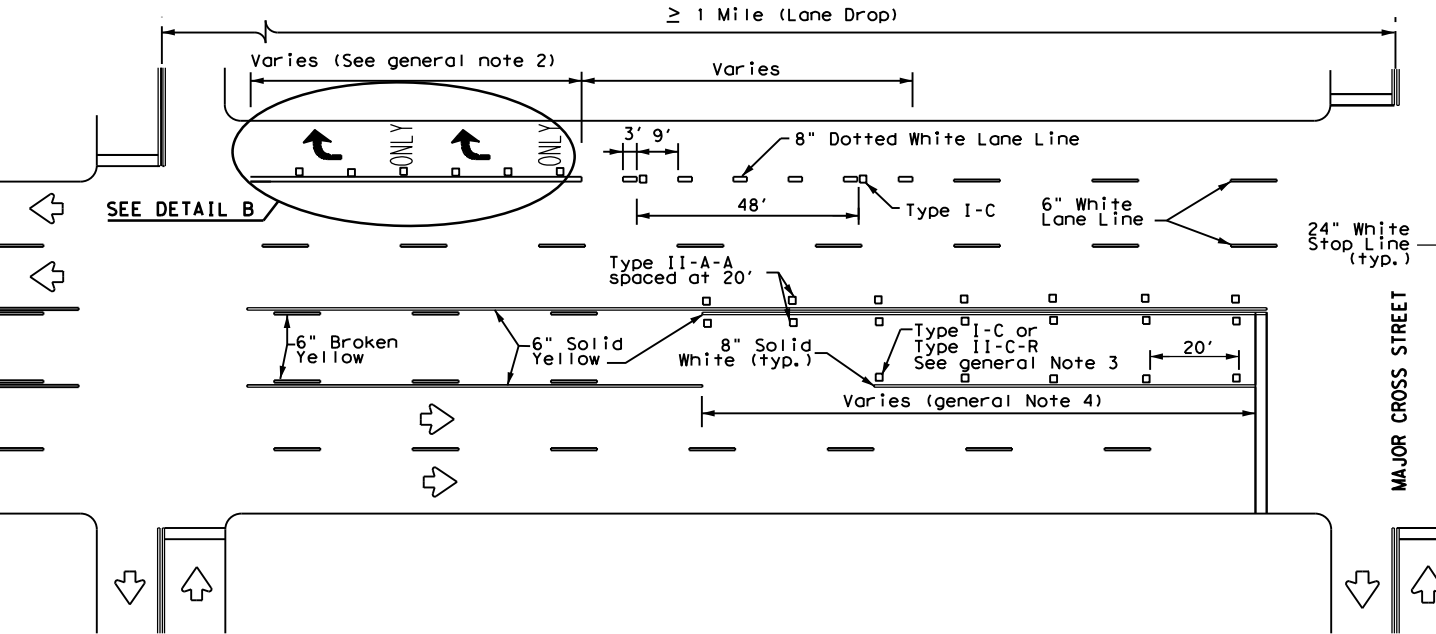 ≥ 1 Mile (Lane Drop)
Varies (See general note 2)
Varies
ONLY
ONLY
3' 9'
8" Dotted White Lane Line
SEE DETAIL B
48'
Type I-C
6" White
Lane Line
24" White
Stop Line
(typ.)
Type II-A-A
spaced at 20'
6" Broken
Yellow
6" Solid
Yellow
8" Solid
White (typ.)
Type I-C or
Type II-C-R
See general Note 3
20'
Varies (general Note 4)
MAJOR CROSS STREET